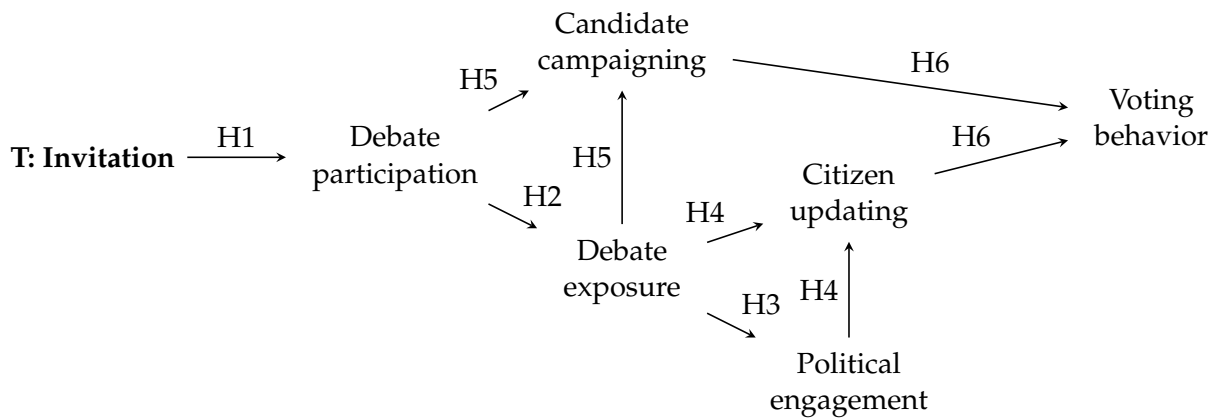 Candidate
campaigning
H6
H5
Voting
behavior
T: Invitation
H1
Debate
participation
H5
H6
Citizen
updating
H2
H4
Debate
exposure
H3
H4
Political
engagement